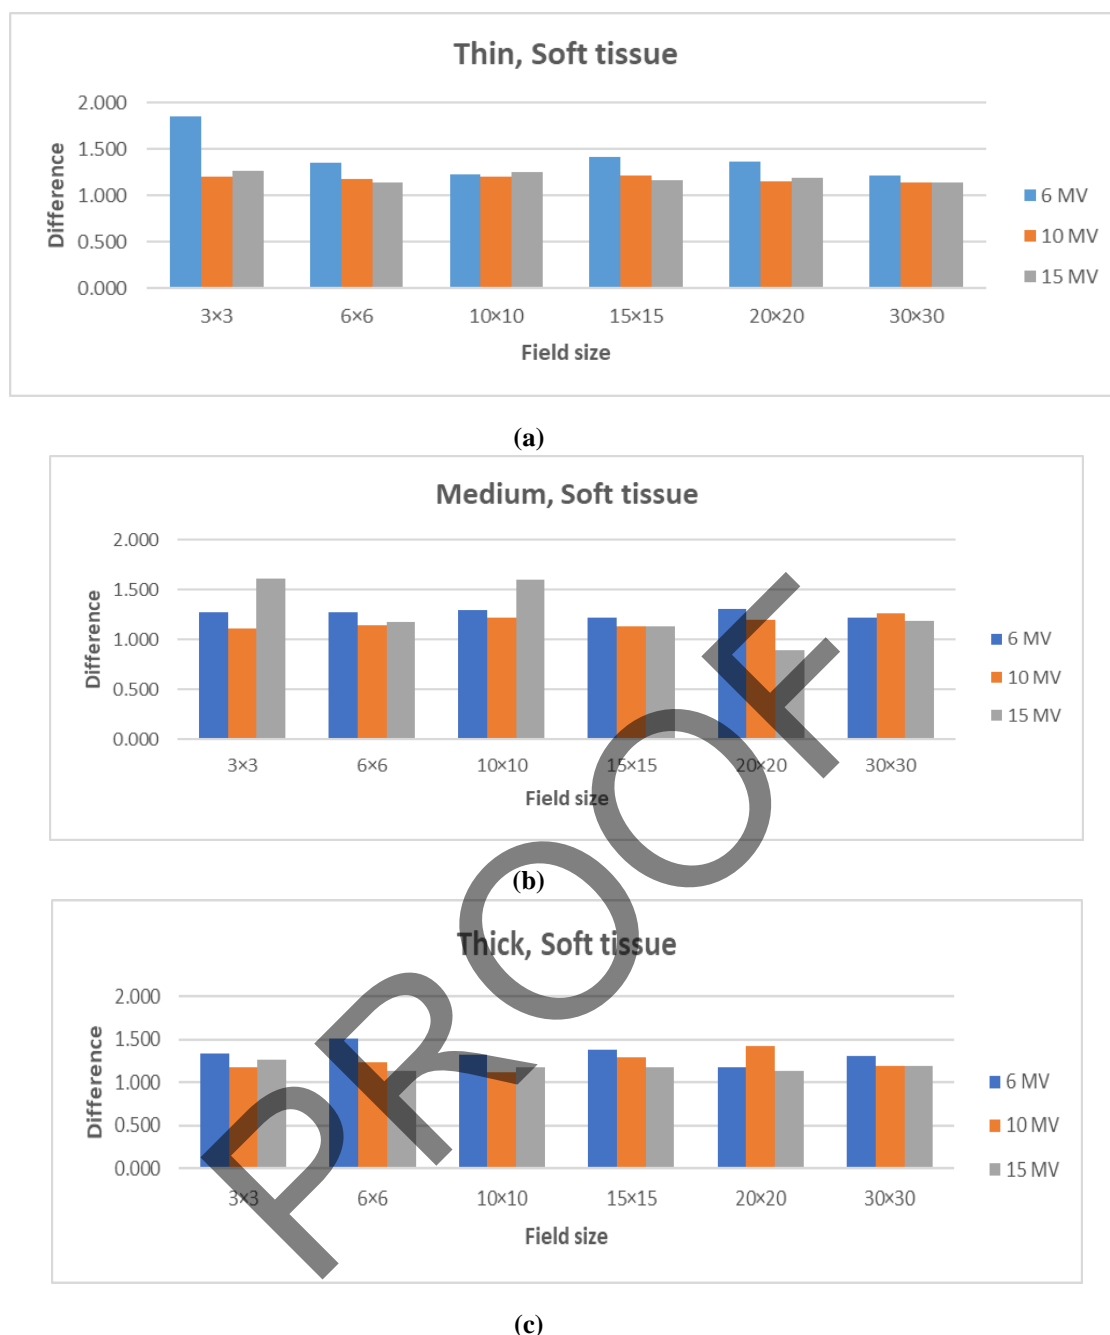 Thin, Soft tissue
2.000
1.500
1.000
0.500
0.000
Difference
3×3 6×6 10×10 15×15 20×20 30×30
Field size
6 MV
10 MV
15 MV
(a)
Medium, Soft tissue
2.000
1.500
1.000
0.500
0.000
Difference
3×3 6×6 10×10 15×15 20×20 30×30
Field size
6 MV
10 MV
15 MV
(b)
Thick, Soft tissue
2.000
1.500
1.000
0.500
0.000
Difference
3×3 6×6 10×10 15×15 20×20 30×30
Field size
6 MV
10 MV
15 MV
(c)
PROOF